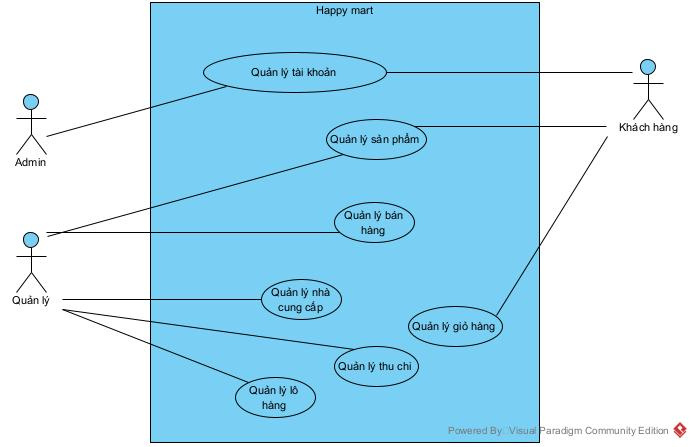 Happy mart
Quản lý tài khoản
Khách hàng
Quản lý sản phẩm
Admin
Quản lý bán
hàng
Quản lý
Quản lý nhà
cung cấp
Quản lý giỏ hàng
Quản lý thu chi
Quản lý lô
hàng
Powered By: Visual Paradigm Community Edition